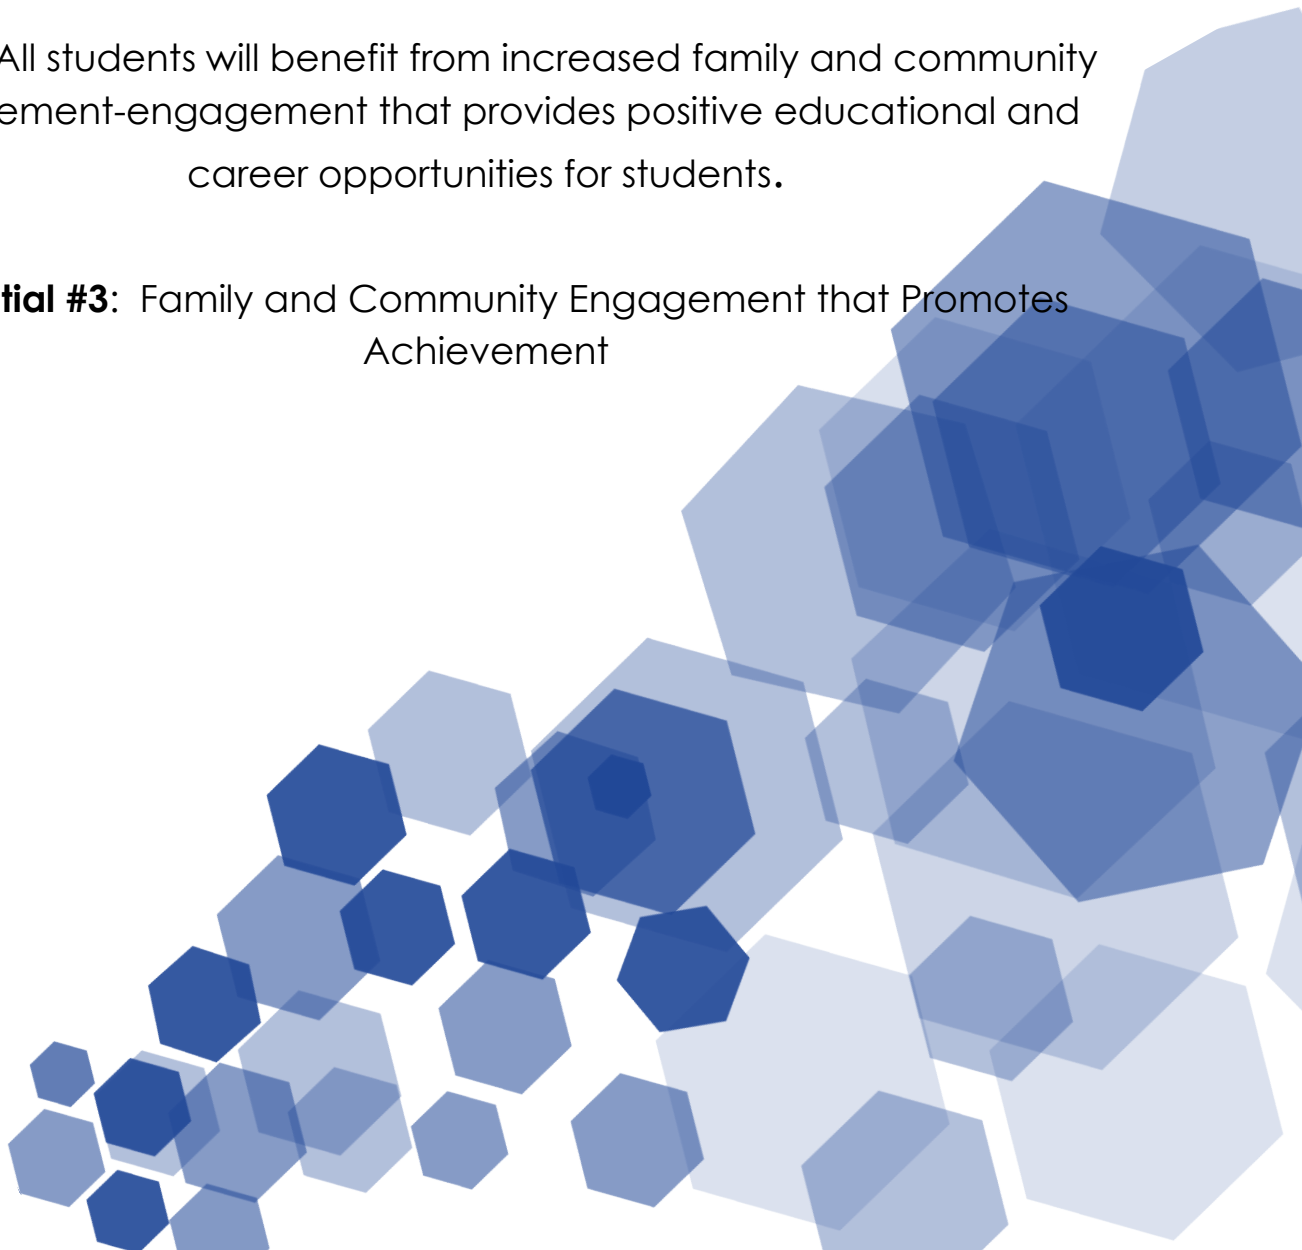 All students will benefit from increased family and community
ement-engagement that provides positive educational and
career opportunities for students.
tial #3: Family and Community Engagement that Promotes
Achievement